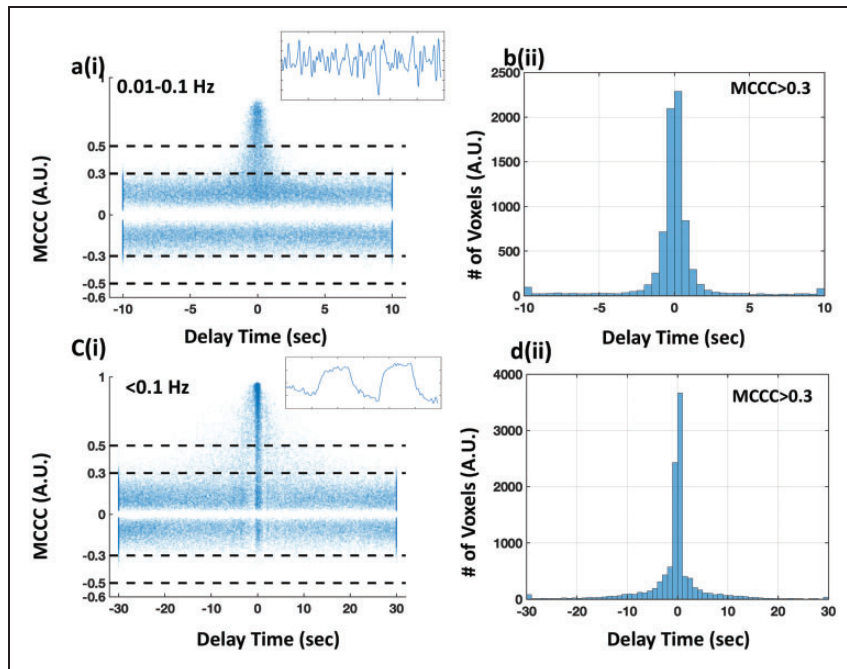 a(i)
0.01-0.1 Hz
MCCC (A.U.)
1
0.5
0.3
0
-0.3
-0.5
-0.6
-10 -5 0 5 10
Delay Time (sec)
b(ii)
MCCC>0.3
# of Voxels (A.U.)
2500
2000
1500
1000
500
0
-10 -5 0 5 10
Delay Time (sec)
C(i)
<0.1 Hz
MCCC (A.U.)
1
0.5
0.3
0
-0.3
-0.5
-0.6
-30 -20 -10 0 10 20 30
Delay Time (sec)
d(ii)
MCCC>0.3
# of Voxels (A.U.)
4000
3000
2000
1000
0
-30 -20 -10 0 10 20 30
Delay Time (sec)